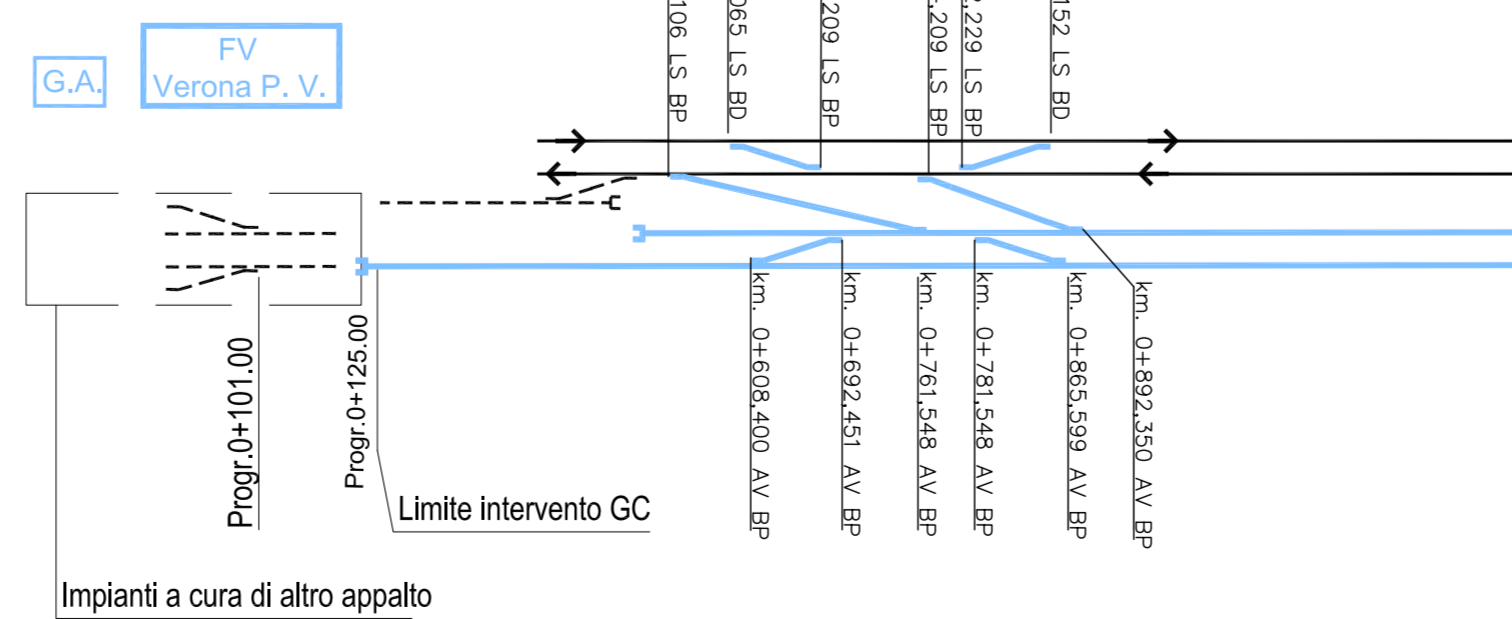 G.A.
FV
Verona P. V.
106 LS BP
065 LS BD
209 LS BP
,209 LS BP
,229 LS BP
152 LS BD
Progr.0+101.00
Progr.0+125.00
km. 0+608,400 AV BP
km. 0+692,451 AV BP
km. 0+761,548 AV BP
km. 0+781,548 AV BP
km. 0+865,599 AV BP
km. 0+892,350 AV BP
Limite intervento GC
Impianti a cura di altro appalto